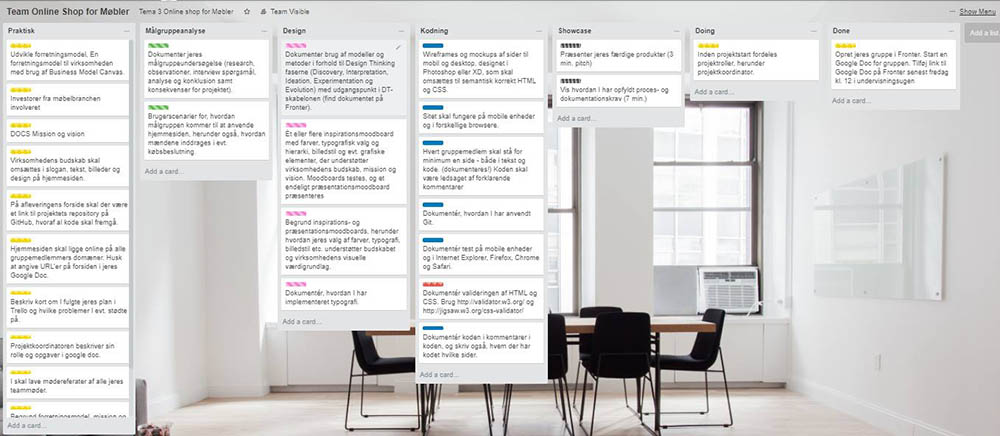 Team Online Shop for Møbler
Tema 3 Online shop for Møbler
Team Visible
Show Menu
Praktisk
Udvikle forretningsmodel, En
forretningsmodel til virksomheden
med brug af Business Model Canvas.
Investorer fra møbelbranchen
involveret
DOCS Mission og vision
Virksomhedens budskab skal
omsættes i slogan, tekst, billeder og
design på hjemmesiden.
På afleveringens forside skal der være
et link til projektets repository på
GitHub, hvoraf al kode skal fremgå.
Hjemmesiden skal ligge online på alle
gruppemedlemmers domæner. Husk
at angive URL'er på forsiden i jeres
Google Doc.
Beskriv kort om I fulgte jeres plan i
Trello og hvilke problemer I evt. stødte
på.
Projektkoordinatoren beskriver sin
rolle og opgaver i google doc.
I skal lave mødereferater af alle jeres
teammøder.
Begrund forretningsmodel, mission og
Add a card...
Målgruppeanalyse
Dokumenter jeres
målgruppeundersøgelse (research,
observationer, interview spørgsmål,
analyse og konklusion samt
konsekvenser for projektet).
Brugerscenarier for, hvordan
målgruppen kommer til at anvende
hjemmesiden, herunder også, hvordan
mændene inddrages i evt.
købsbeslutning.
Add a card...
Design
Dokumenter brug af modeller og
metoder i forhold til Design Thinking
faserne (Discovery, Interpretation,
Ideation, Experimentation og
Evolution) med udgangspunkt i DT-
skabelonen (find dokumentet på
Fronter).
Ét eller flere inspirationsmoodboard
med farver, typografisk valg og
hierarki, billedstil og evt. grafiske
elementer, der understøtter
virksomhedens budskab, mission og
vision. Moodboards testes, og et
endeligt præsentationsmoodboard
præsenteres
Begrund inspirations- og
præsentationsmoodboards, herunder
hvordan jeres valg af farver, typografi,
billedstil etc. understøtter budskabet
og virksomhedens visuelle
værdigrundlag.
Dokumentér, hvordan I har
implementeret typografi.
Add a card...
Kodning
Wireframes og mockups af sider til
mobil og desktop, designet i
Photoshop eller XD, som skal
omsættes til semantisk korrekt HTML
og CSS.
Sitet skal fungere på mobile enheder
og i forskellige browsere.
Hvert gruppemedlem skal stå for
minimum en side - både i tekst og
kode. (dokumenteres!) Koden skal
være ledsaget af forklarende
kommentarer
Dokumentér, hvordan I har anvendt
Git.
Dokumentér test på mobile enheder
og i Internet Explorer, Firefox, Chrome
og Safari.
Dokumentér valideringen af HTML og
CSS. Brug http://validator.w3.org/ og
http://jigsaw.w3.org/css-validator/
Dokumentér koden i kommentarer i
koden, og skriv også, hvem der har
kodet hvilke sider.
Add a card...
Showcase
Præsenter jeres færdige produkter (3
min. pitch)
Vis hvordan I har opfyldt proces- og
dokumentationskrav (7 min.)
Add a card...
Doing
Inden projektstart fordeles
projektroller, herunder
projektkoordinator.
Add a card...
Done
Opret jeres gruppe i Fronter. Start en
Google Doc for gruppen. Tilføj link til
Google Doc på Fronter senest fredag
kl. 12 i undervisningsugen
Add a card...
Add a list...